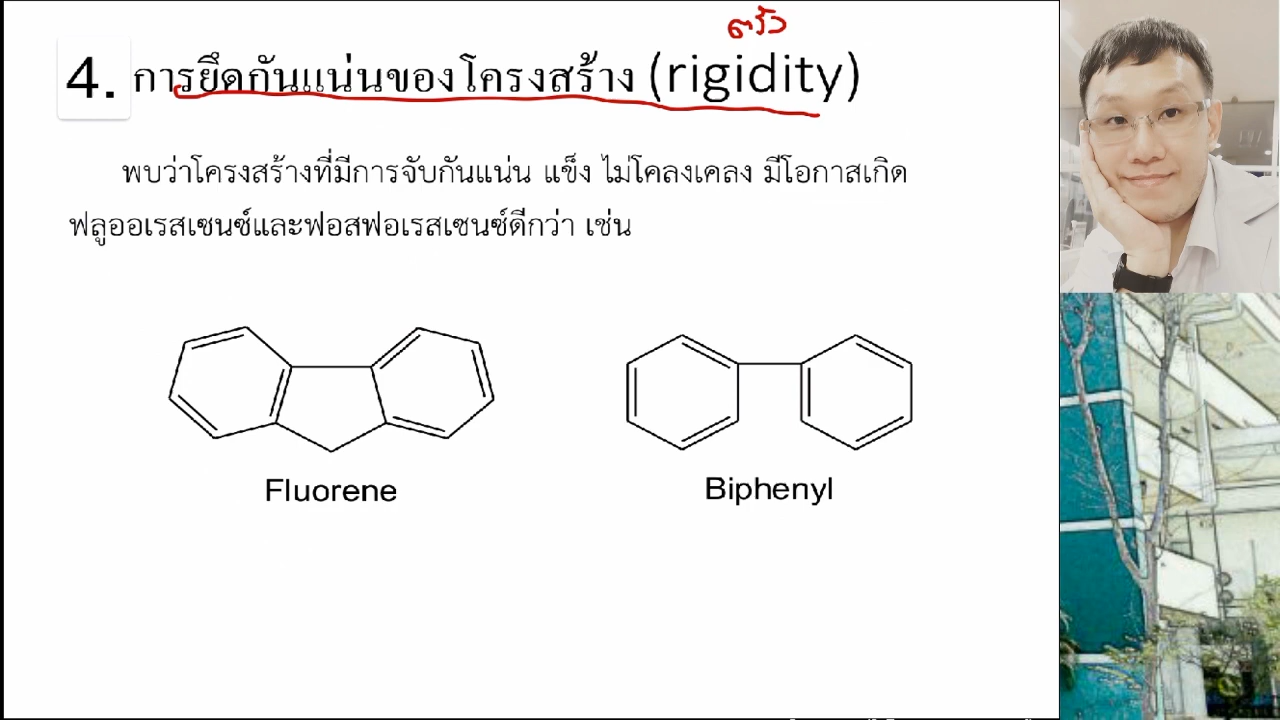 ตรึง
4. การยึดกันแน่นของโครงสร้าง (rigidity)
พบว่าโครงสร้างที่มีการจับกันแน่น แข็ง ไม่โคลงเคลง มีโอกาสเกิด
ฟลูออเรสเซนซ์และฟอสฟอเรสเซนซ์ดีกว่า เช่น
Fluorene
Biphenyl